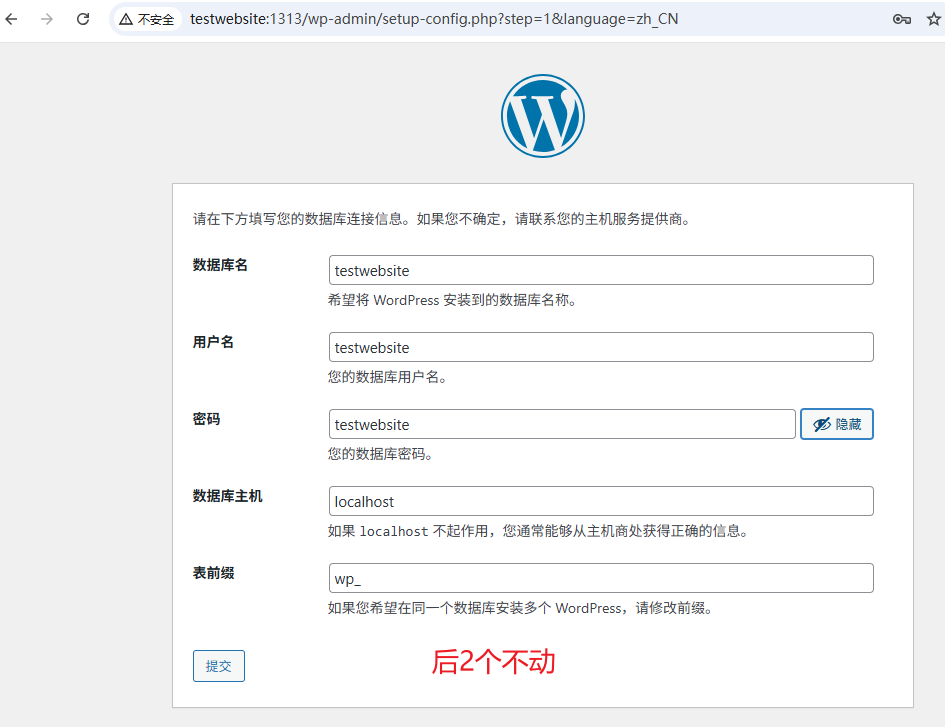 不安全 testwebsite:1313/wp-admin/setup-config.php?step=1&language=zh_CN
请在下方填写您的数据库连接信息。如果您不确定，请联系您的主机服务提供商。
数据库名 testwebsite
希望将 WordPress 安装到的数据库名称。
用户名 testwebsite
您的数据库用户名。
密码 testwebsite 隐藏
您的数据库密码。
数据库主机 localhost
如果 localhost 不起作用，您通常能够从主机商处获得正确的信息。
表前缀 wp_
如果您希望在同一个数据库安装多个 WordPress，请修改前缀。
提交 后2个不动